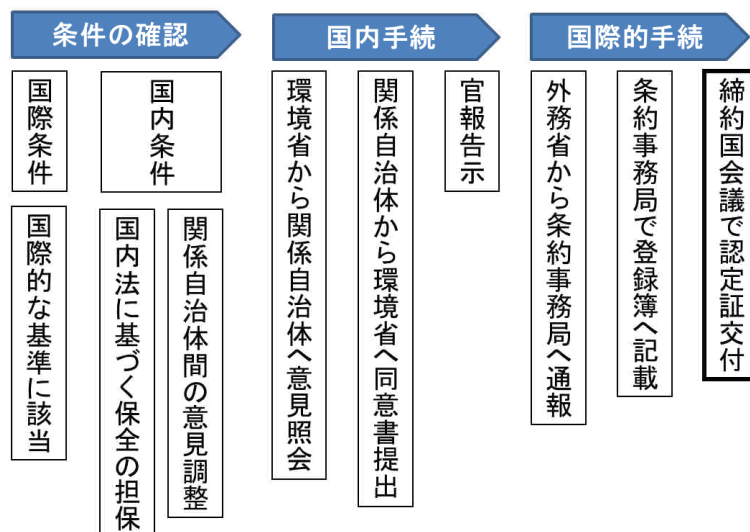 条件の確認
国内手続
国際的手続
国際条件
国内条件
国際的な基準に該当
国内法に基づく保全の担保
関係自治体間の意見調整
環境省から関係自治体へ意見照会
関係自治体から環境省へ同意書提出
官報告示
外務省から条約事務局へ通報
条約事務局で登録簿へ記載
締約国会議で認定証交付